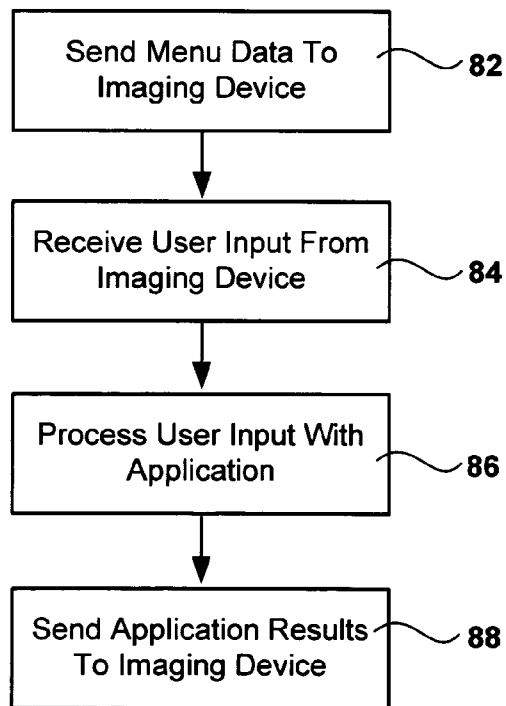 Send Menu Data To
Imaging Device
82
Receive User Input From
Imaging Device
84
Process User Input With
Application
86
Send Application Results
To Imaging Device
88